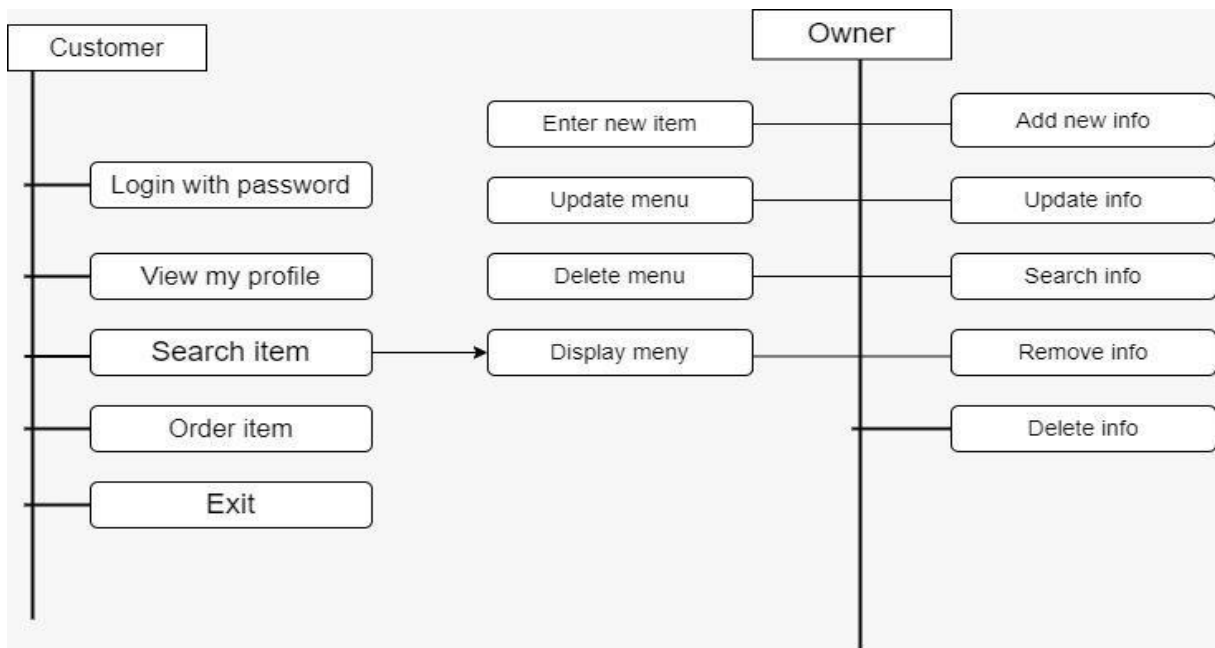 Customer
Login with password
View my profile
Search item
Order item
Exit
Owner
Enter new item
Update menu
Delete menu
Display meny
Add new info
Update info
Search info
Remove info
Delete info